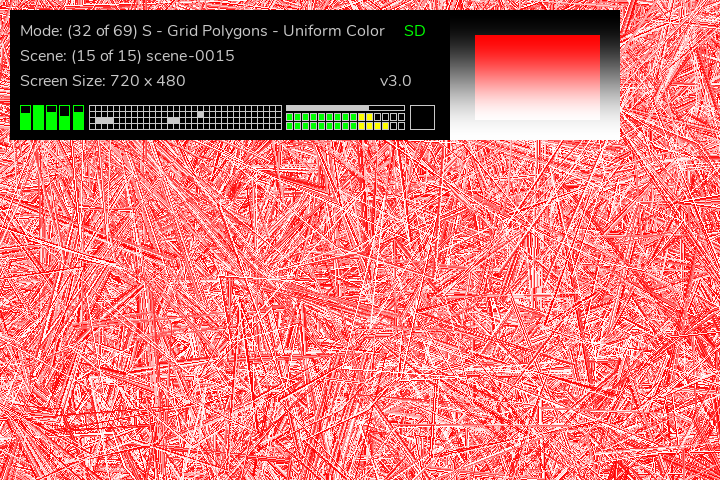 Mode: (32 of 69) S - Grid Polygons - Uniform Color SD
Scene: (15 of 15) scene-0015
Screen Size: 720 x 480 v3.0